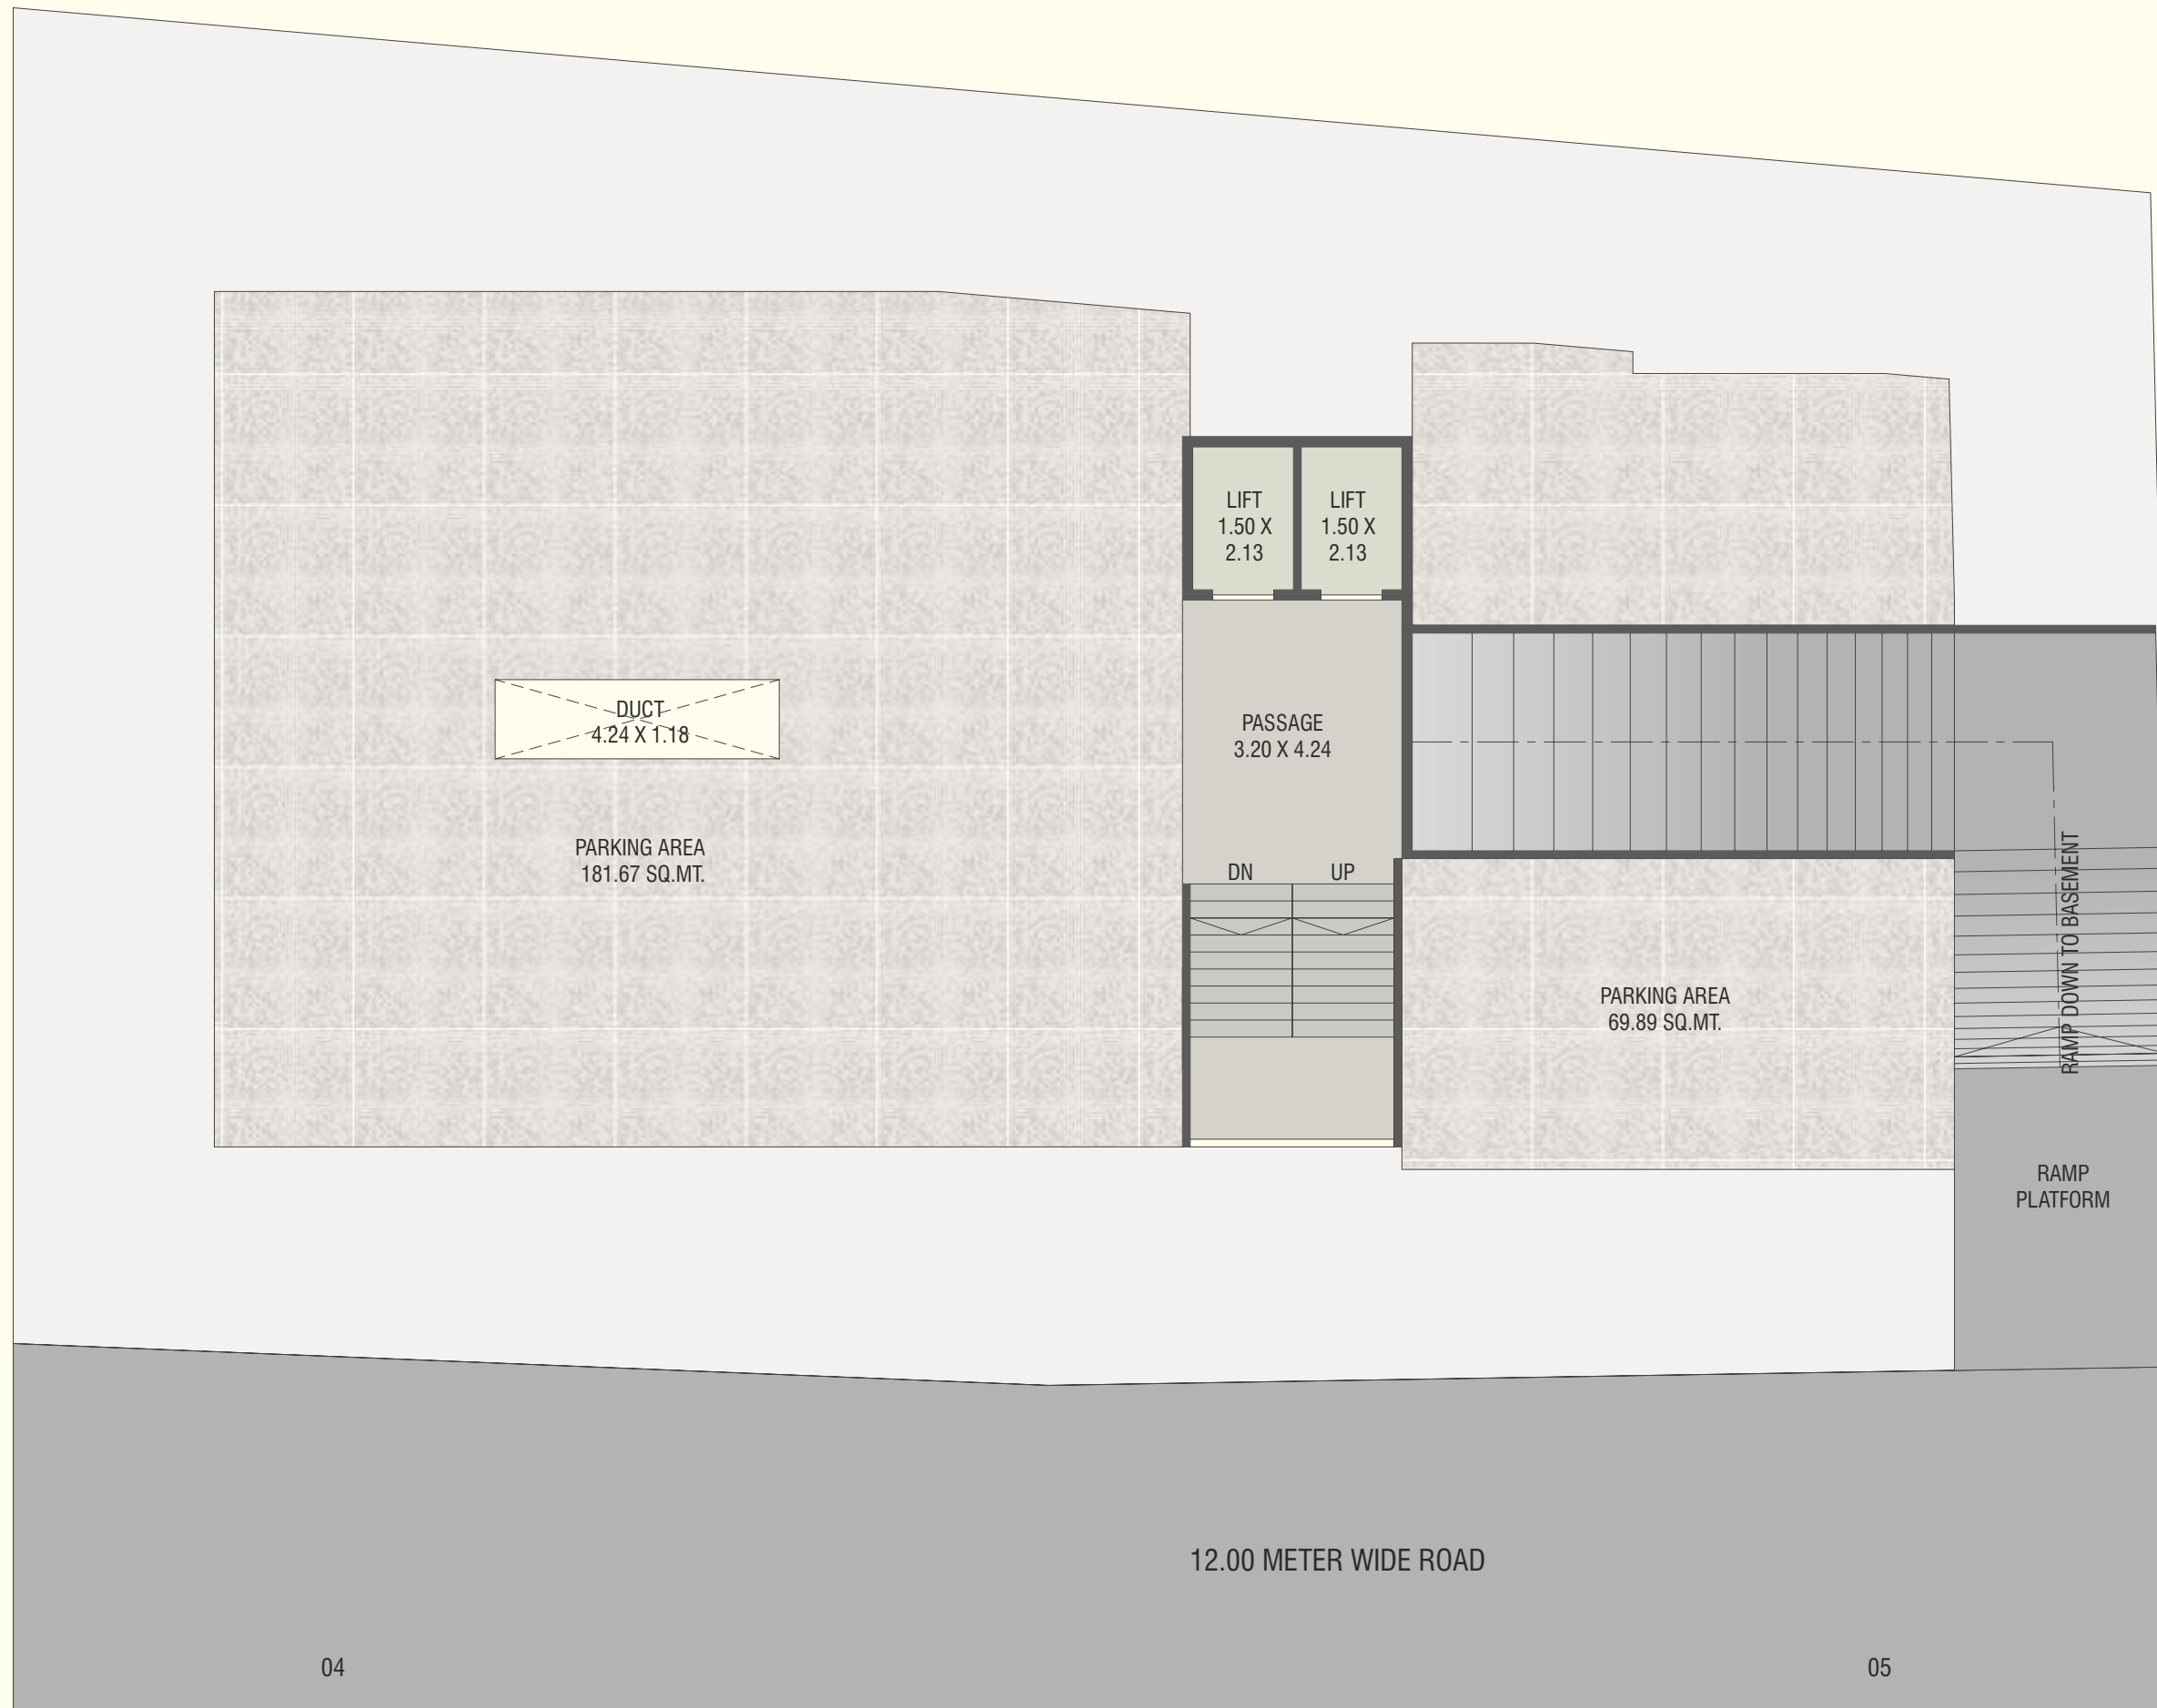 LIFT
1.50 X
2.13
LIFT
1.50 X
2.13
DUCT
4.24 X 1.18
PASSAGE
3.20 X 4.24
PARKING AREA
181.67 SQ.MT.
DN
UP
PARKING AREA
69.89 SQ.MT.
RAMP DOWN TO BASEMENT
RAMP
PLATFORM
12.00 METER WIDE ROAD
04
05